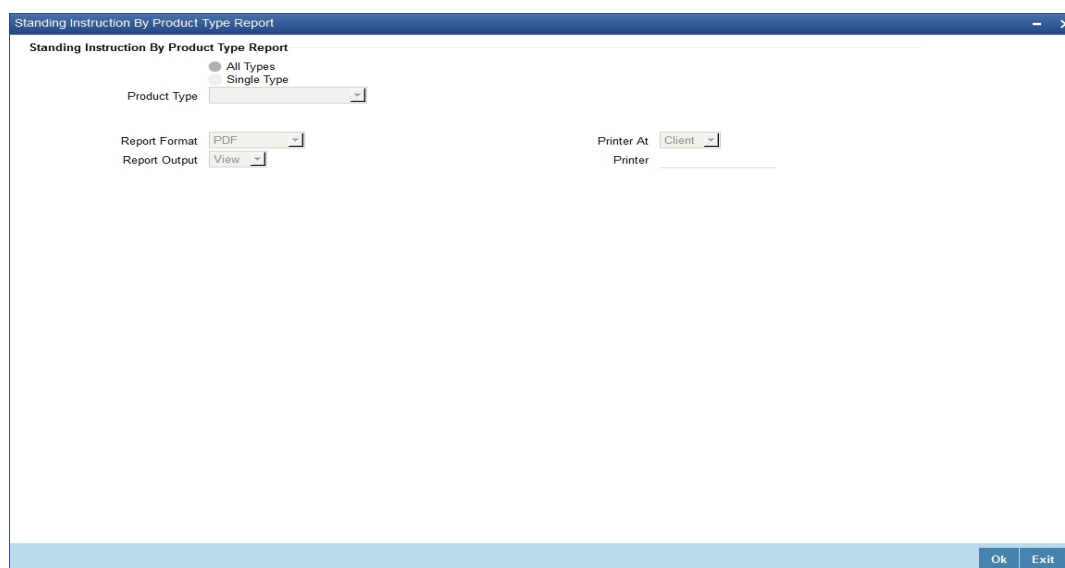 Standing Instruction By Product Type Report
Standing Instruction By Product Type Report
All Types
Single Type
Product Type
Report Format PDF Printer At Client
Report Output View Printer
Ok Exit